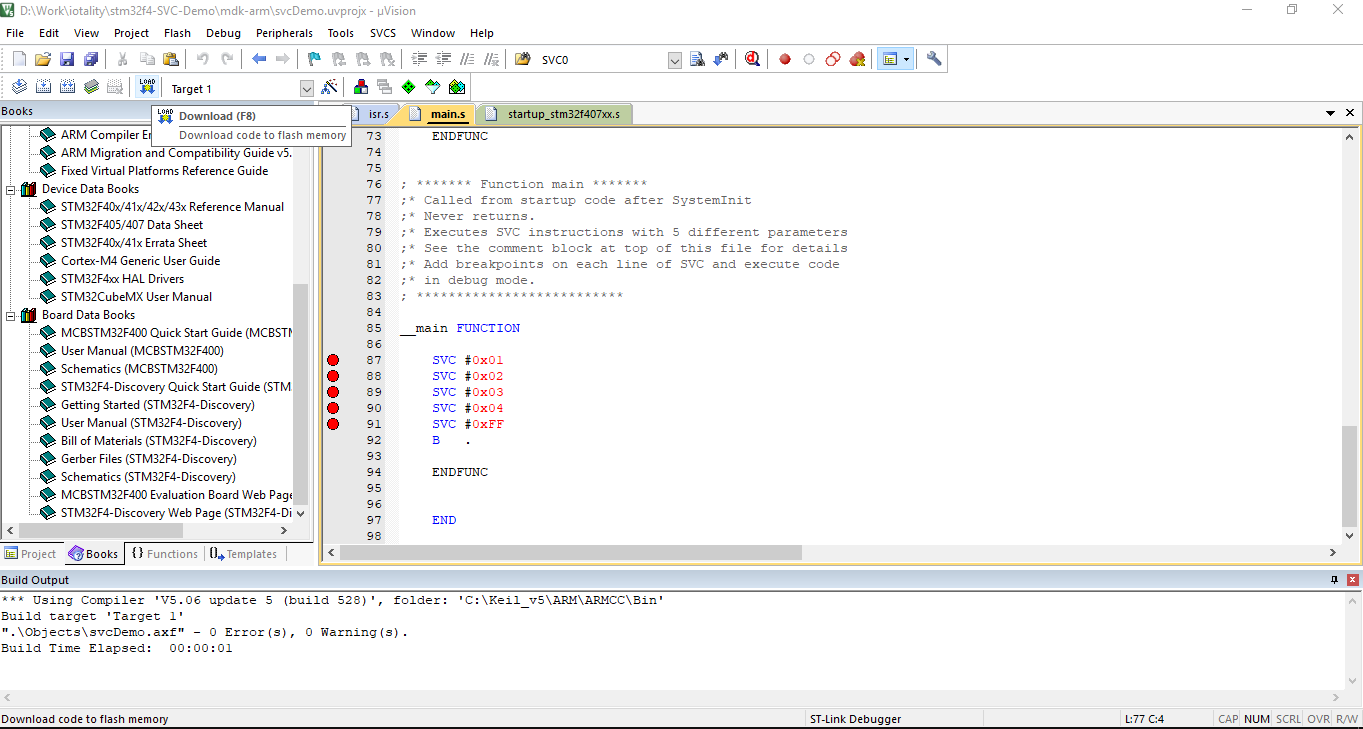 D:\Work\iotality\stm32f4-SVC-Demo\mdk-arm\svcDemo.uvprojx - µVision
File Edit View Project Flash Debug Peripherals Tools SVCS Window Help
SVC0
LOAD Target 1
Books
LOAD Download (F8)
Download code to flash memory
isr.s main.s startup_stm32f407xx.s
ARM Compiler Er
ARM Migration and Compatibility Guide v5.
Fixed Virtual Platforms Reference Guide
Device Data Books
STM32F40x/41x/42x/43x Reference Manual
STM32F405/407 Data Sheet
STM32F40x/41x Errata Sheet
Cortex-M4 Generic User Guide
STM32F4xx HAL Drivers
STM32CubeMX User Manual
Board Data Books
MCBSTM32F400 Quick Start Guide (MCBSTM
User Manual (MCBSTM32F400)
Schematics (MCBSTM32F400)
STM32F4-Discovery Quick Start Guide (STM
Getting Started (STM32F4-Discovery)
User Manual (STM32F4-Discovery)
Bill of Materials (STM32F4-Discovery)
Gerber Files (STM32F4-Discovery)
Schematics (STM32F4-Discovery)
MCBSTM32F400 Evaluation Board Web Page
STM32F4-Discovery Web Page (STM32F4-Di
Project Books {} Functions Templates
73 ENDFUNC
74
75
76 ; ******* Function main *******
77 ;* Called from startup code after SystemInit
78 ;* Never returns.
79 ;* Executes SVC instructions with 5 different parameters
80 ;* See the comment block at top of this file for details
81 ;* Add breakpoints on each line of SVC and execute code
82 ;* in debug mode.
83 ; **************************
84
85 __main FUNCTION
86
87 SVC #0x01
88 SVC #0x02
89 SVC #0x03
90 SVC #0x04
91 SVC #0xFF
92 B .
93
94 ENDFUNC
95
96
97 END
98
Build Output
*** Using Compiler 'V5.06 update 5 (build 528)', folder: 'C:\Keil_v5\ARM\ARMCC\Bin'
Build target 'Target 1'
".\Objects\svcDemo.axf" - 0 Error(s), 0 Warning(s).
Build Time Elapsed: 00:00:01
Download code to flash memory ST-Link Debugger L:77 C:4 CAP NUM SCRL OVR R/W